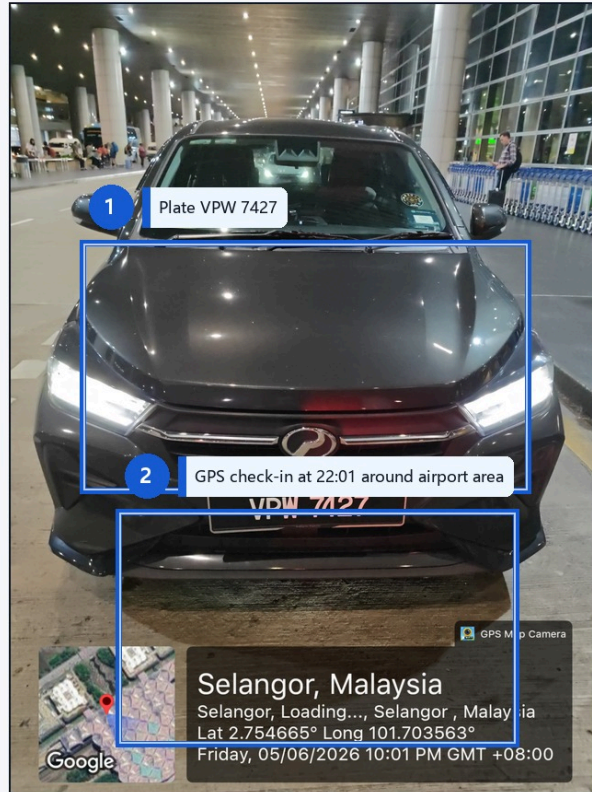 1
Plate VPW 7427
2
GPS check-in at 22:01 around airport area
VPW 7427
GPS Map Camera
Selangor, Malaysia
Selangor, Loading..., Selangor , Malaysia
Lat 2.754665° Long 101.703563°
Friday, 05/06/2026 10:01 PM GMT +08:00
Google